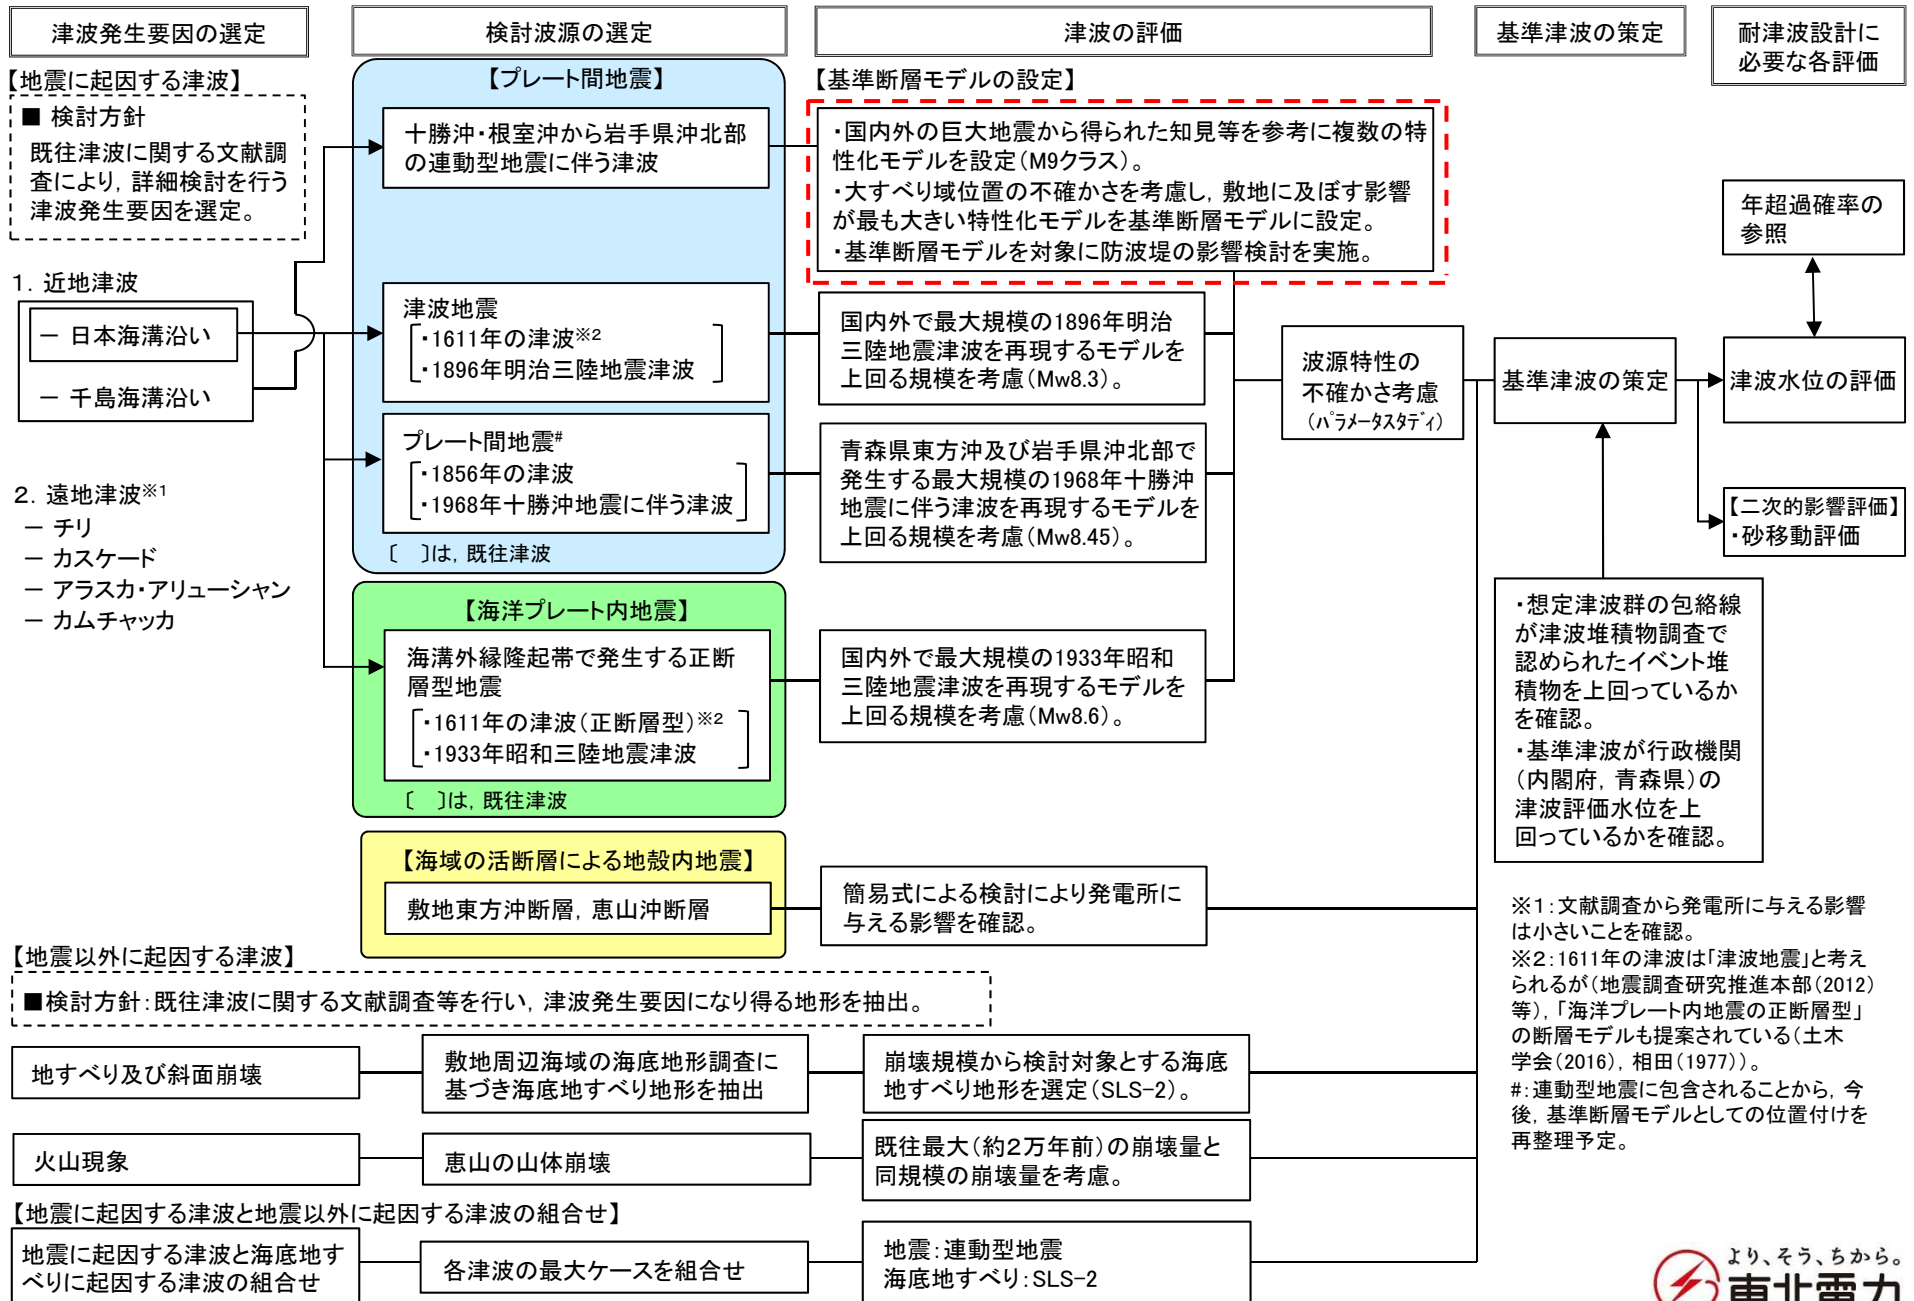 津波発生要因の選定
検討波源の選定
津波の評価
基準津波の策定
耐津波設計に
必要な各評価
【地震に起因する津波】
■ 検討方針
既往津波に関する文献調
査により，詳細検討を行う
津波発生要因を選定。
1．近地津波
－ 日本海溝沿い
－ 千島海溝沿い
2．遠地津波※1
－ チリ
－ カスケード
－ アラスカ・アリューシャン
－ カムチャッカ
【プレート間地震】
十勝沖・根室沖から岩手県沖北部
の連動型地震に伴う津波
津波地震
・1611年の津波※2
・1896年明治三陸地震津波
プレート間地震#
・1856年の津波
・1968年十勝沖地震に伴う津波
〔　〕は，既往津波
【海洋プレート内地震】
海溝外縁隆起帯で発生する正断
層型地震
・1611年の津波（正断層型）※2
・1933年昭和三陸地震津波
〔　〕は，既往津波
【海域の活断層による地殻内地震】
敷地東方沖断層，恵山沖断層
【基準断層モデルの設定】
・国内外の巨大地震から得られた知見等を参考に複数の特
性化モデルを設定（M9クラス）。
・大すべり域位置の不確かさを考慮し，敷地に及ぼす影響
が最も大きい特性化モデルを基準断層モデルに設定。
・基準断層モデルを対象に防波堤の影響検討を実施。
国内外で最大規模の1896年明治
三陸地震津波を再現するモデルを
上回る規模を考慮（Mw8.3）。
青森県東方沖及び岩手県沖北部で
発生する最大規模の1968年十勝沖
地震に伴う津波を再現するモデルを
上回る規模を考慮（Mw8.45）。
国内外で最大規模の1933年昭和
三陸地震津波を再現するモデルを
上回る規模を考慮（Mw8.6）。
簡易式による検討により発電所に
与える影響を確認。
波源特性の
不確かさ考慮
（ﾊﾟﾗﾒｰﾀｽﾀﾃﾞｨ）
基準津波の策定
年超過確率の
参照
津波水位の評価
【二次的影響評価】
・砂移動評価
・想定津波群の包絡線
が津波堆積物調査で
認められたイベント堆
積物を上回っているか
を確認。
・基準津波が行政機関
（内閣府，青森県）の
津波評価水位を上
回っているかを確認。
【地震以外に起因する津波】
■検討方針：既往津波に関する文献調査等を行い，津波発生要因になり得る地形を抽出。
地すべり及び斜面崩壊
敷地周辺海域の海底地形調査に
基づき海底地すべり地形を抽出
崩壊規模から検討対象とする海底
地すべり地形を選定（SLS-2）。
火山現象
恵山の山体崩壊
既往最大（約2万年前）の崩壊量と
同規模の崩壊量を考慮。
【地震に起因する津波と地震以外に起因する津波の組合せ】
地震に起因する津波と海底地す
べりに起因する津波の組合せ
各津波の最大ケースを組合せ
地震：連動型地震
海底地すべり：SLS-2
※1：文献調査から発電所に与える影響
は小さいことを確認。
※2：1611年の津波は「津波地震」と考え
られるが（地震調査研究推進本部（2012）
等），「海洋プレート内地震の正断層型」
の断層モデルも提案されている（土木
学会（2016），相田（1977））。
#：連動型地震に包含されることから，今
後，基準断層モデルとしての位置付けを
再整理予定。
より、そう、ちから。
東北電力